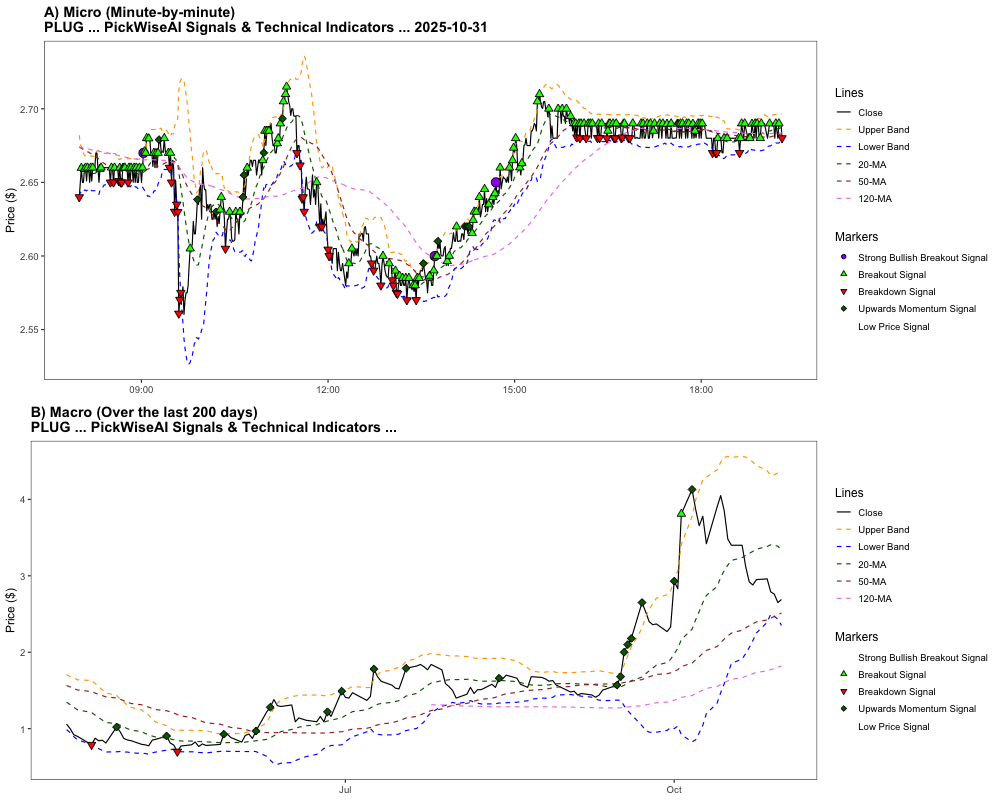 A) Micro (Minute-by-minute)
PLUG ... PickWiseAI Signals & Technical Indicators ... 2025-10-31
Price ($)
2.70
2.65
2.60
2.55
09:00
12:00
15:00
18:00
Lines
Close
Upper Band
Lower Band
20-MA
50-MA
120-MA
Markers
Strong Bullish Breakout Signal
Breakout Signal
Breakdown Signal
Upwards Momentum Signal
Low Price Signal
B) Macro (Over the last 200 days)
PLUG ... PickWiseAI Signals & Technical Indicators ...
Price ($)
4
3
2
1
Jul
Oct
Lines
Close
Upper Band
Lower Band
20-MA
50-MA
120-MA
Markers
Strong Bullish Breakout Signal
Breakout Signal
Breakdown Signal
Upwards Momentum Signal
Low Price Signal